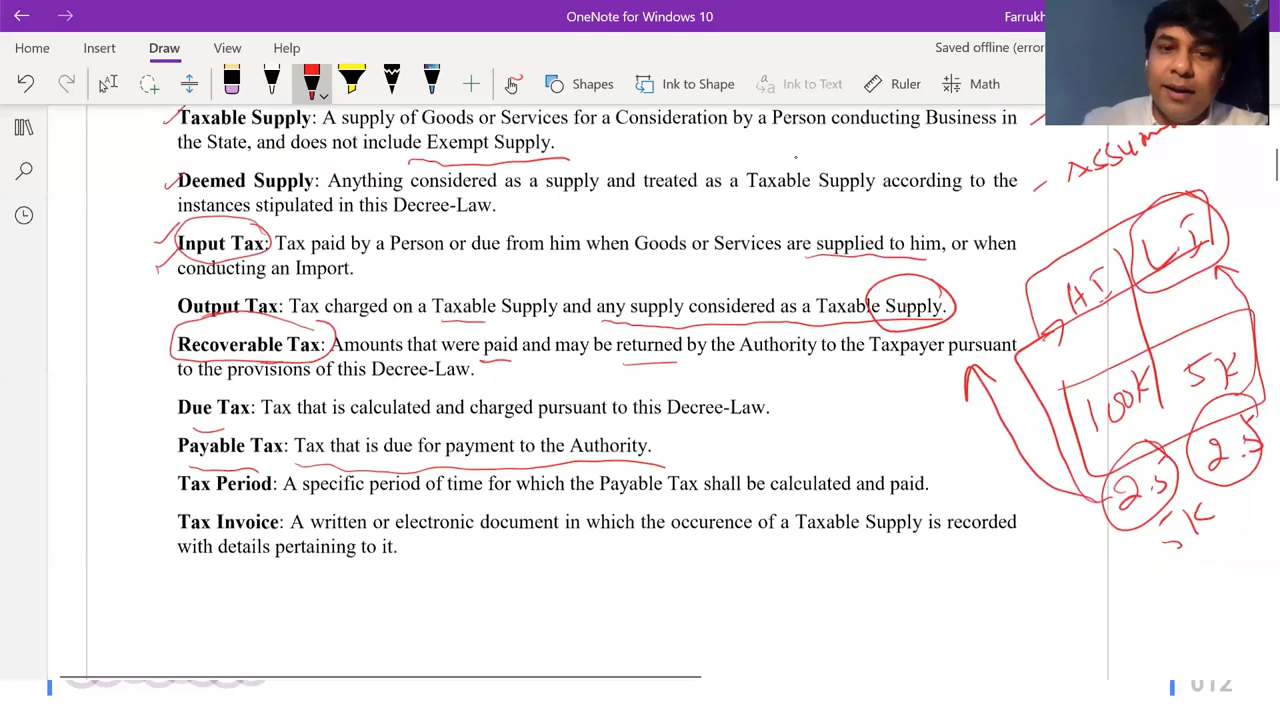 OneNote for Windows 10
Farrukh
Home Insert Draw View Help
Saved offline (error
Shapes Ink to Shape Ink to Text Ruler Math
Taxable Supply: A supply of Goods or Services for a Consideration by a Person conducting Business in
the State, and does not include Exempt Supply.
Deemed Supply: Anything considered as a supply and treated as a Taxable Supply according to the
instances stipulated in this Decree-Law.
Input Tax: Tax paid by a Person or due from him when Goods or Services are supplied to him, or when
conducting an Import.
Output Tax: Tax charged on a Taxable Supply and any supply considered as a Taxable Supply.
Recoverable Tax: Amounts that were paid and may be returned by the Authority to the Taxpayer pursuant
to the provisions of this Decree-Law.
Due Tax: Tax that is calculated and charged pursuant to this Decree-Law.
Payable Tax: Tax that is due for payment to the Authority.
Tax Period: A specific period of time for which the Payable Tax shall be calculated and paid.
Tax Invoice: A written or electronic document in which the occurence of a Taxable Supply is recorded
with details pertaining to it.
AI LI
100K 5K
2.5 2.5
5K
012